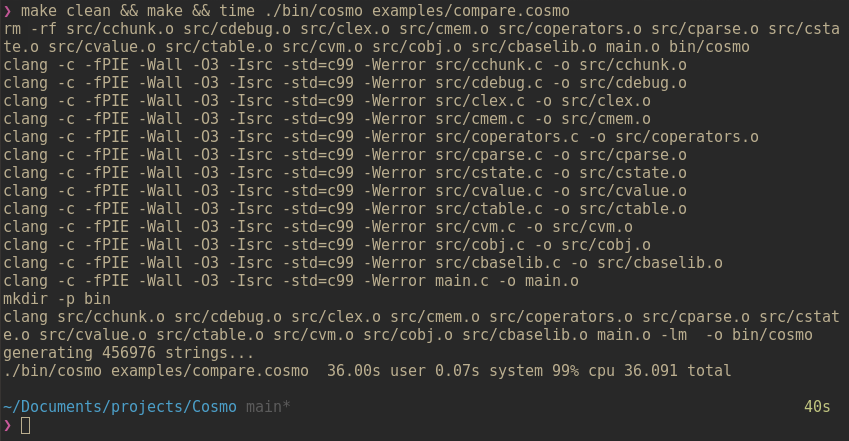 ❯ make clean && make && time ./bin/cosmo examples/compare.cosmo
rm -rf src/cchunk.o src/cdebug.o src/clex.o src/cmem.o src/coperators.o src/cparse.o src/csta
te.o src/cvalue.o src/ctable.o src/cvm.o src/cobj.o src/cbaselib.o main.o bin/cosmo
clang -c -fPIE -Wall -O3 -Isrc -std=c99 -Werror src/cchunk.c -o src/cchunk.o
clang -c -fPIE -Wall -O3 -Isrc -std=c99 -Werror src/cdebug.c -o src/cdebug.o
clang -c -fPIE -Wall -O3 -Isrc -std=c99 -Werror src/clex.c -o src/clex.o
clang -c -fPIE -Wall -O3 -Isrc -std=c99 -Werror src/cmem.c -o src/cmem.o
clang -c -fPIE -Wall -O3 -Isrc -std=c99 -Werror src/coperators.c -o src/coperators.o
clang -c -fPIE -Wall -O3 -Isrc -std=c99 -Werror src/cparse.c -o src/cparse.o
clang -c -fPIE -Wall -O3 -Isrc -std=c99 -Werror src/cstate.c -o src/cstate.o
clang -c -fPIE -Wall -O3 -Isrc -std=c99 -Werror src/cvalue.c -o src/cvalue.o
clang -c -fPIE -Wall -O3 -Isrc -std=c99 -Werror src/ctable.c -o src/ctable.o
clang -c -fPIE -Wall -O3 -Isrc -std=c99 -Werror src/cvm.c -o src/cvm.o
clang -c -fPIE -Wall -O3 -Isrc -std=c99 -Werror src/cobj.c -o src/cobj.o
clang -c -fPIE -Wall -O3 -Isrc -std=c99 -Werror src/cbaselib.c -o src/cbaselib.o
clang -c -fPIE -Wall -O3 -Isrc -std=c99 -Werror main.c -o main.o
mkdir -p bin
clang src/cchunk.o src/cdebug.o src/clex.o src/cmem.o src/coperators.o src/cparse.o src/cstat
e.o src/cvalue.o src/ctable.o src/cvm.o src/cobj.o src/cbaselib.o main.o -lm  -o bin/cosmo
generating 456976 strings...
./bin/cosmo examples/compare.cosmo  36.00s user 0.07s system 99% cpu 36.091 total
~/Documents/projects/Cosmo main* 40s
❯